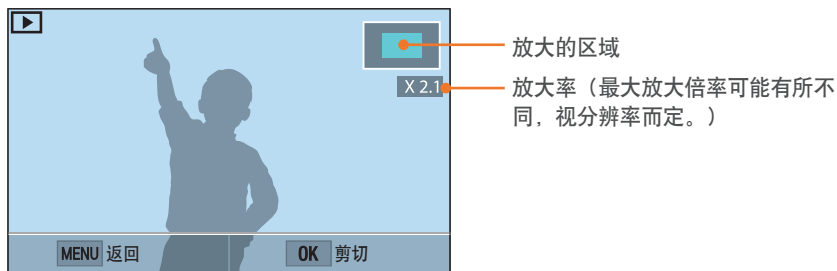 放大的区域
X 2.1
放大率（最大放大倍率可能有所不
同，视分辨率而定。）
MENU 返回
OK 剪切